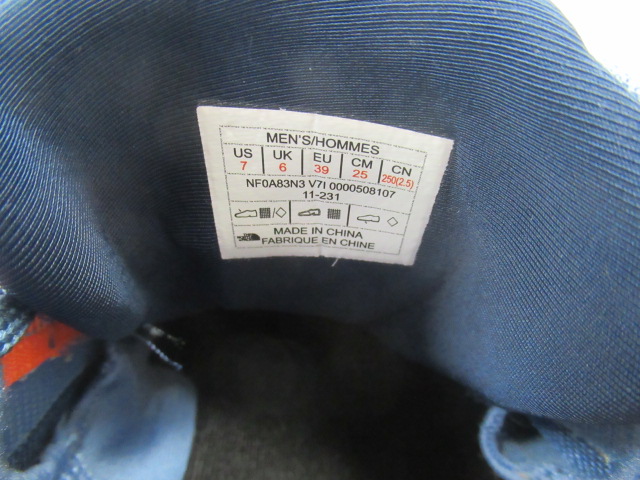 MEN'S/HOMMES
US UK EU CM CN
7 6 39 25 250(2.5)
NF0A83N3 V7I 0000508107
11-231
MADE IN CHINA
FABRIQUE EN CHINE